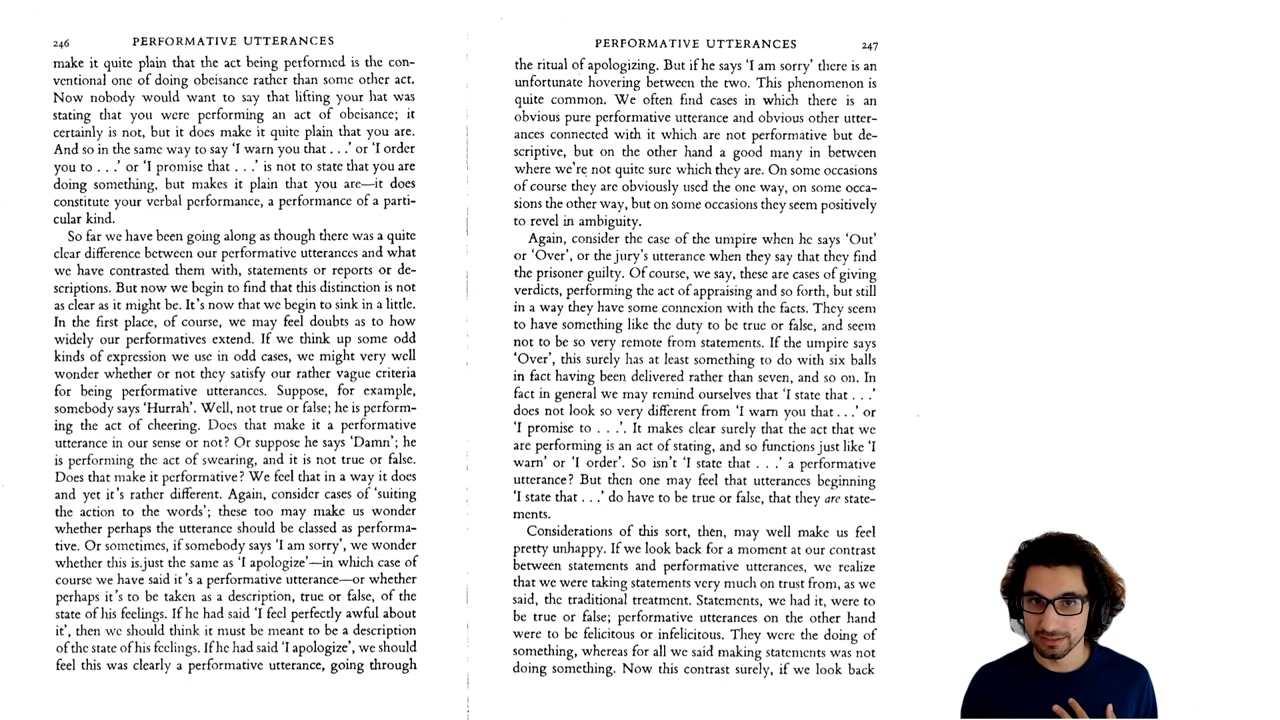 246 PERFORMATIVE UTTERANCES
make it quite plain that the act being performed is the con-
ventional one of doing obeisance rather than some other act.
Now nobody would want to say that lifting your hat was
stating that you were performing an act of obeisance; it
certainly is not, but it does make it quite plain that you are.
And so in the same way to say ‘I warn you that . . .’ or ‘I order
you to . . .’ or ‘I promise that . . .’ is not to state that you are
doing something, but makes it plain that you are—it does
constitute your verbal performance, a performance of a parti-
cular kind.
So far we have been going along as though there was a quite
clear difference between our performative utterances and what
we have contrasted them with, statements or reports or de-
scriptions. But now we begin to find that this distinction is not
as clear as it might be. It’s now that we begin to sink in a little.
In the first place, of course, we may feel doubts as to how
widely our performatives extend. If we think up some odd
kinds of expression we use in odd cases, we might very well
wonder whether or not they satisfy our rather vague criteria
for being performative utterances. Suppose, for example,
somebody says ‘Hurrah’. Well, not true or false; he is perform-
ing the act of cheering. Does that make it a performative
utterance in our sense or not? Or suppose he says ‘Damn’; he
is performing the act of swearing, and it is not true or false.
Does that make it performative? We feel that in a way it does
and yet it’s rather different. Again, consider cases of ‘suiting
the action to the words’; these too may make us wonder
whether perhaps the utterance should be classed as performa-
tive. Or sometimes, if somebody says ‘I am sorry’, we wonder
whether this is just the same as ‘I apologize’—in which case of
course we have said it’s a performative utterance—or whether
perhaps it’s to be taken as a description, true or false, of the
state of his feelings. If he had said ‘I feel perfectly awful about
it’, then we should think it must be meant to be a description
of the state of his feelings. If he had said ‘I apologize’, we should
feel this was clearly a performative utterance, going through
PERFORMATIVE UTTERANCES 247
the ritual of apologizing. But if he says ‘I am sorry’ there is an
unfortunate hovering between the two. This phenomenon is
quite common. We often find cases in which there is an
obvious pure performative utterance and obvious other utter-
ances connected with it which are not performative but de-
scriptive, but on the other hand a good many in between
where we’re not quite sure which they are. On some occasions
of course they are obviously used the one way, on some occa-
sions the other way, but on some occasions they seem positively
to revel in ambiguity.
Again, consider the case of the umpire when he says ‘Out’
or ‘Over’, or the jury’s utterance when they say that they find
the prisoner guilty. Of course, we say, these are cases of giving
verdicts, performing the act of appraising and so forth, but still
in a way they have some connexion with the facts. They seem
to have something like the duty to be true or false, and seem
not to be so very remote from statements. If the umpire says
‘Over’, this surely has at least something to do with six balls
in fact having been delivered rather than seven, and so on. In
fact in general we may remind ourselves that ‘I state that . . .’
does not look so very different from ‘I warn you that . . .’ or
‘I promise to . . .’. It makes clear surely that the act that we
are performing is an act of stating, and so functions just like ‘I
warn’ or ‘I order’. So isn’t ‘I state that . . .’ a performative
utterance? But then one may feel that utterances beginning
‘I state that . . .’ do have to be true or false, that they are state-
ments.
Considerations of this sort, then, may well make us feel
pretty unhappy. If we look back for a moment at our contrast
between statements and performative utterances, we realize
that we were taking statements very much on trust from, as we
said, the traditional treatment. Statements, we had it, were to
be true or false; performative utterances on the other hand
were to be felicitous or infelicitous. They were the doing of
something, whereas for all we said making statements was not
doing something. Now this contrast surely, if we look back